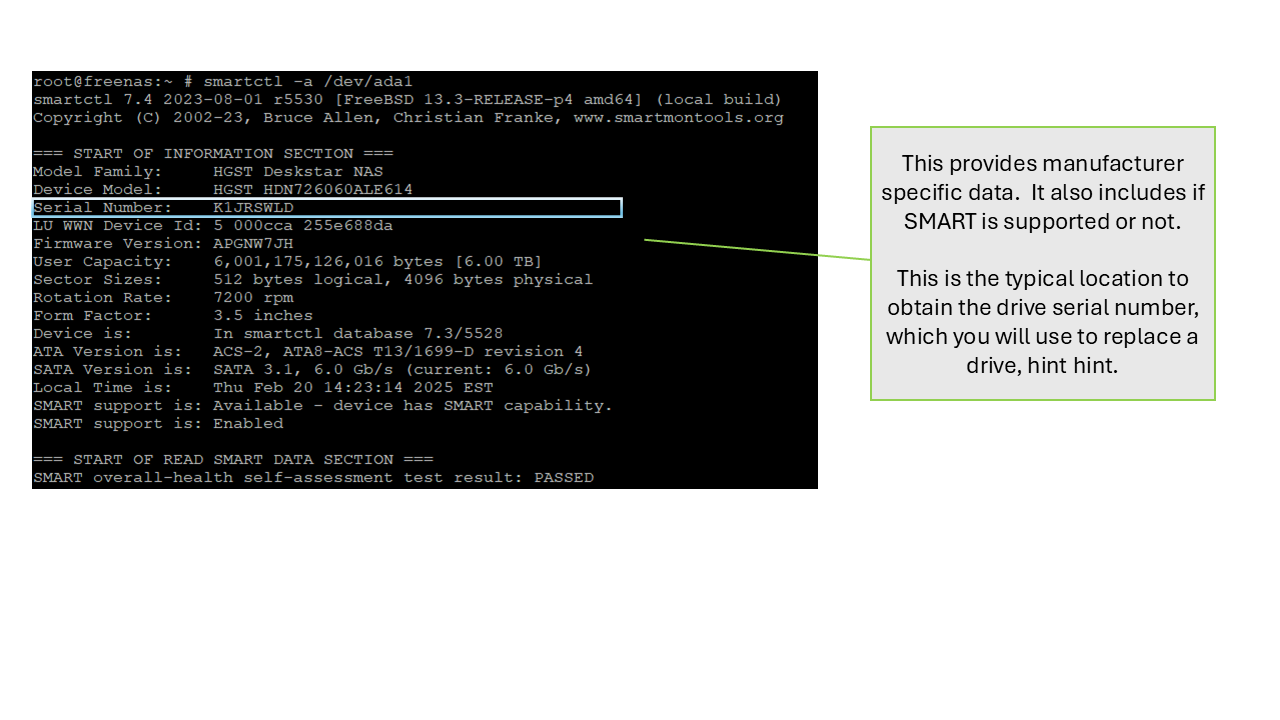 root@freenas:~ # smartctl -a /dev/ada1
smartctl 7.4 2023-08-01 r5530 [FreeBSD 13.3-RELEASE-p4 amd64] (local build)
Copyright (C) 2002-23, Bruce Allen, Christian Franke, www.smartmontools.org

=== START OF INFORMATION SECTION ===
Model Family:     HGST Deskstar NAS
Device Model:     HGST HDN726060ALE614
Serial Number:    K1JRSWLD
LU WWN Device Id: 5 000cca 255e688da
Firmware Version: APGNW7JH
User Capacity:    6,001,175,126,016 bytes [6.00 TB]
Sector Sizes:     512 bytes logical, 4096 bytes physical
Rotation Rate:    7200 rpm
Form Factor:      3.5 inches
Device is:        In smartctl database 7.3/5528
ATA Version is:   ACS-2, ATA8-ACS T13/1699-D revision 4
SATA Version is:  SATA 3.1, 6.0 Gb/s (current: 6.0 Gb/s)
Local Time is:    Thu Feb 20 14:23:14 2025 EST
SMART support is: Available - device has SMART capability.
SMART support is: Enabled

=== START OF READ SMART DATA SECTION ===
SMART overall-health self-assessment test result: PASSED

This provides manufacturer
specific data.  It also includes if
SMART is supported or not.

This is the typical location to
obtain the drive serial number,
which you will use to replace a
drive, hint hint.